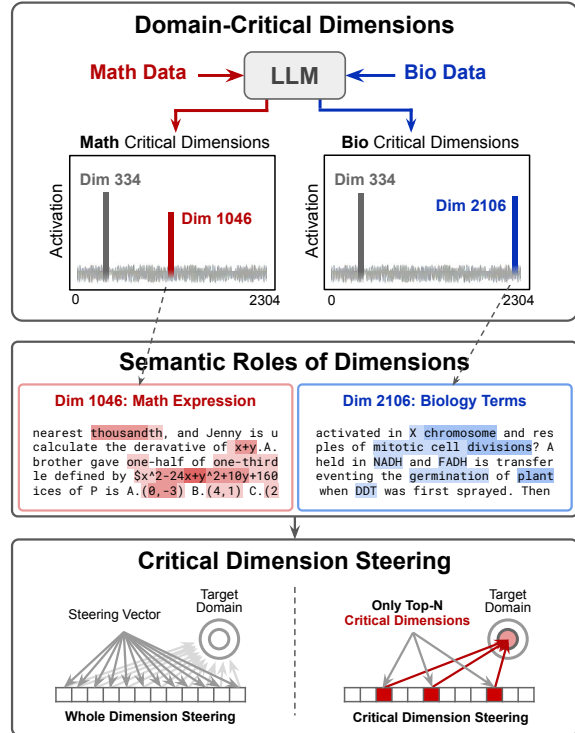 Domain-Critical Dimensions
Math Data
LLM
Bio Data
Math Critical Dimensions
Bio Critical Dimensions
Activation
Dim 334
Dim 1046
0
2304
Activation
Dim 334
Dim 2106
0
2304
Semantic Roles of Dimensions
Dim 1046: Math Expression
nearest thousandth, and Jenny is u
calculate the deravative of x+y.A.
brother gave one-half of one-third
le defined by $x^2-24x+y^2+10y+160
ices of P is A.(0,-3) B.(4,1) C.(2
Dim 2106: Biology Terms
activated in X chromosome and res
ples of mitotic cell divisions? A
held in NADH and FADH is transfer
eventing the germination of plant
when DDT was first sprayed. Then
Critical Dimension Steering
Steering Vector
Target
Domain
Whole Dimension Steering
Only Top-N
Critical Dimensions
Target
Domain
Critical Dimension Steering